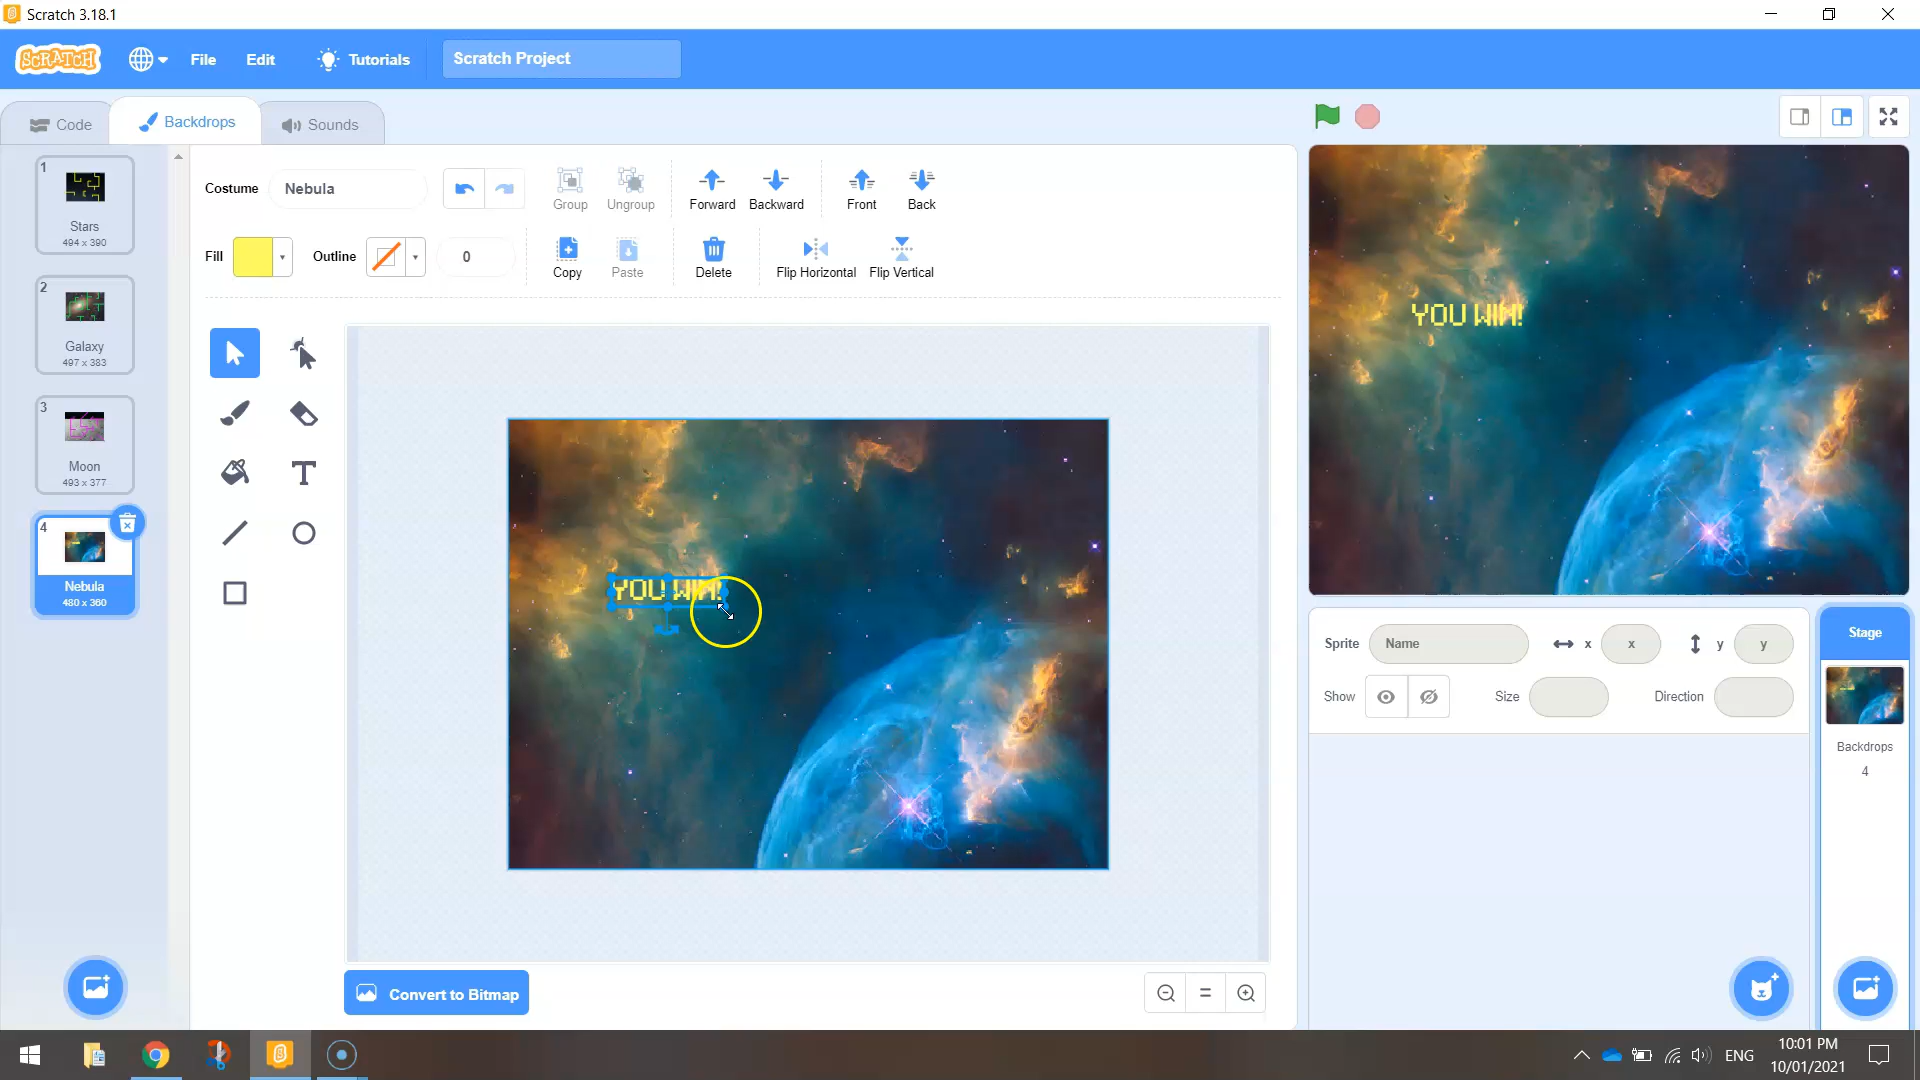 Scratch 3.18.1
SCRATCH File Edit Tutorials Scratch Project
Code Backdrops Sounds
Costume Nebula Group Ungroup Forward Backward Front Back
Fill Outline 0 Copy Paste Delete Flip Horizontal Flip Vertical
1
Stars
494 x 390
2
Galaxy
497 x 383
3
Moon
493 x 377
4
Nebula
480 x 360
T
YOU WIN!
Convert to Bitmap
YOU WIN!
Sprite Name x x y y
Show Size Direction
Stage
Backdrops
4
ENG
10:01 PM
10/01/2021